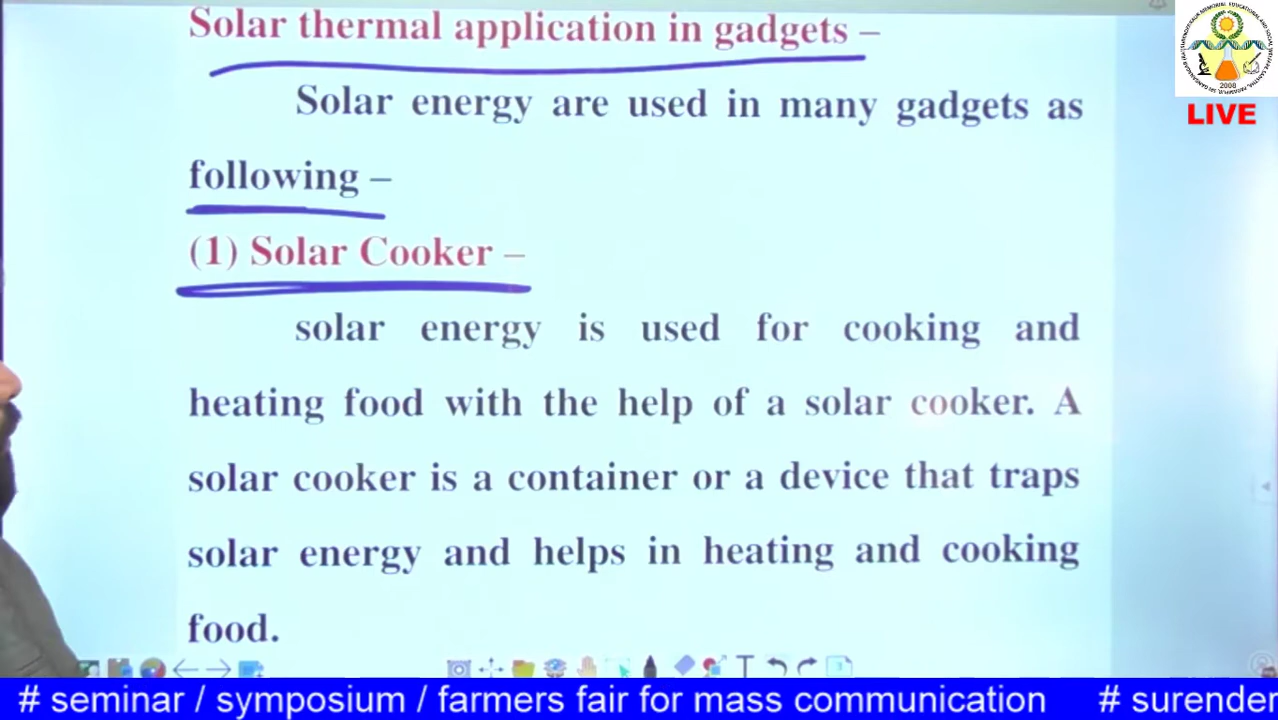 Solar thermal application in gadgets –
Solar energy are used in many gadgets as
following –
(1) Solar Cooker –
solar energy is used for cooking and
heating food with the help of a solar cooker. A
solar cooker is a container or a device that traps
solar energy and helps in heating and cooking
food.
2008
LIVE
# seminar / symposium / farmers fair for mass communication # surender